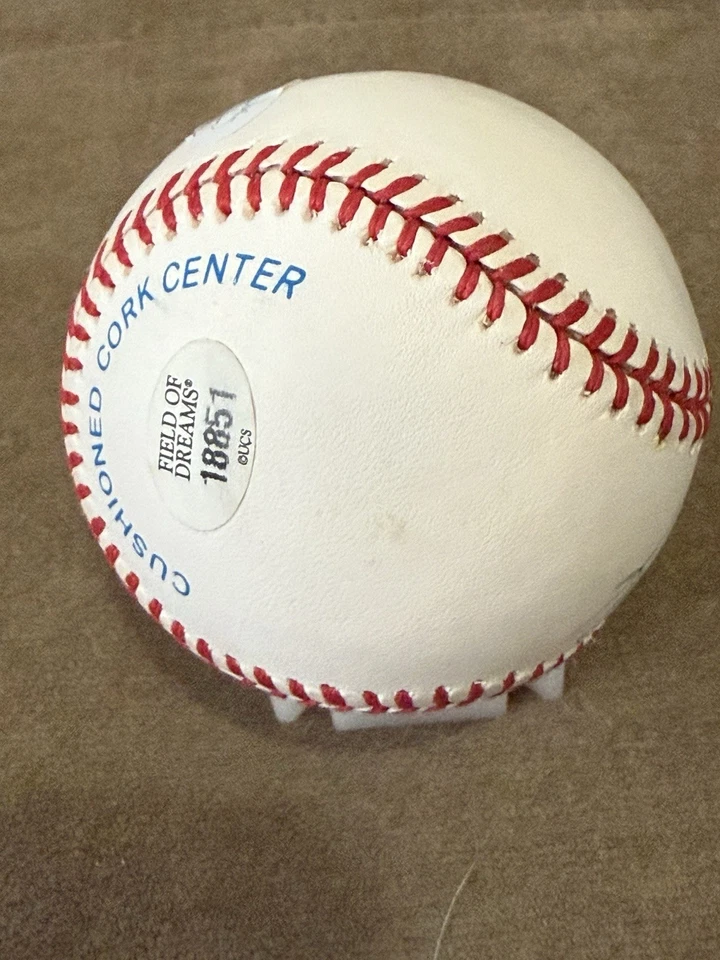 CUSHIONED CORK CENTER
FIELD OF
DREAMS®
18851
©UCS